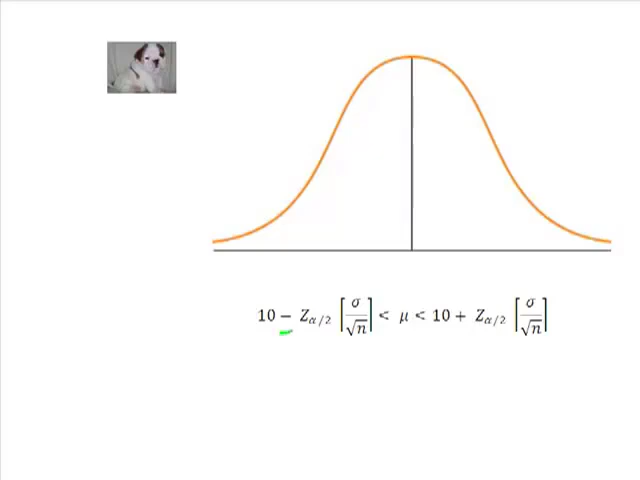 10 − Z_{α/2} [σ/√n] < μ < 10 + Z_{α/2} [σ/√n]